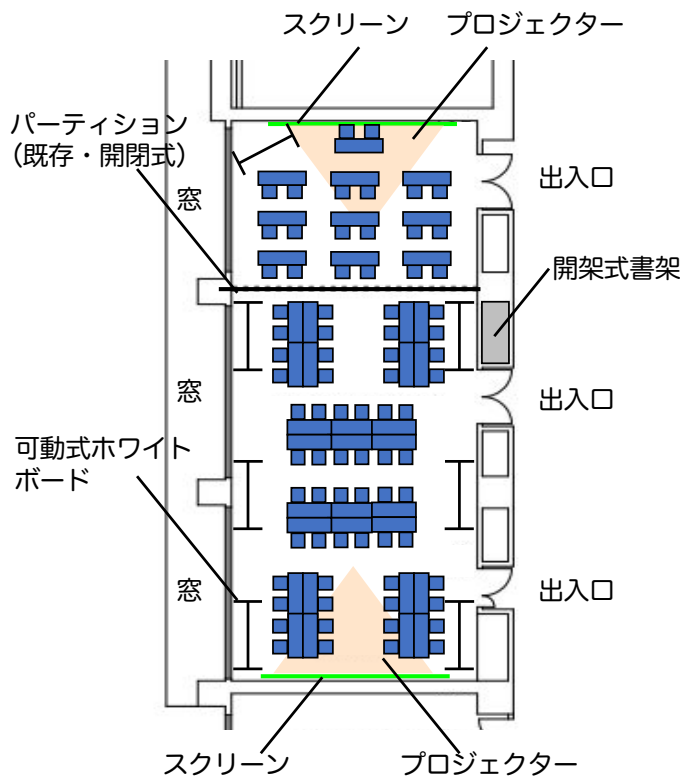 スクリーン
プロジェクター
パーティション
(既存・開閉式)
窓
出入口
開架式書架
窓
出入口
可動式ホワイト
ボード
窓
出入口
スクリーン
プロジェクター